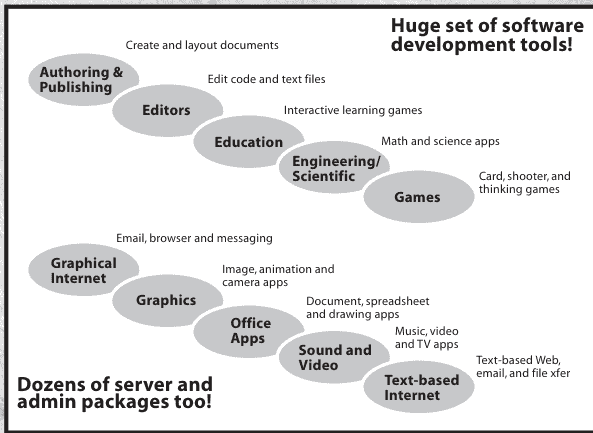 Huge set of software
development tools!
Create and layout documents
Authoring &
Publishing
Edit code and text files
Editors
Interactive learning games
Education
Math and science apps
Engineering/
Scientific
Card, shooter, and
thinking games
Games
Email, browser and messaging
Graphical
Internet
Image, animation and
camera apps
Graphics
Document, spreadsheet
and drawing apps
Office
Apps
Music, video
and TV apps
Sound and
Video
Text-based Web,
email, and file xfer
Text-based
Internet
Dozens of server and
admin packages too!